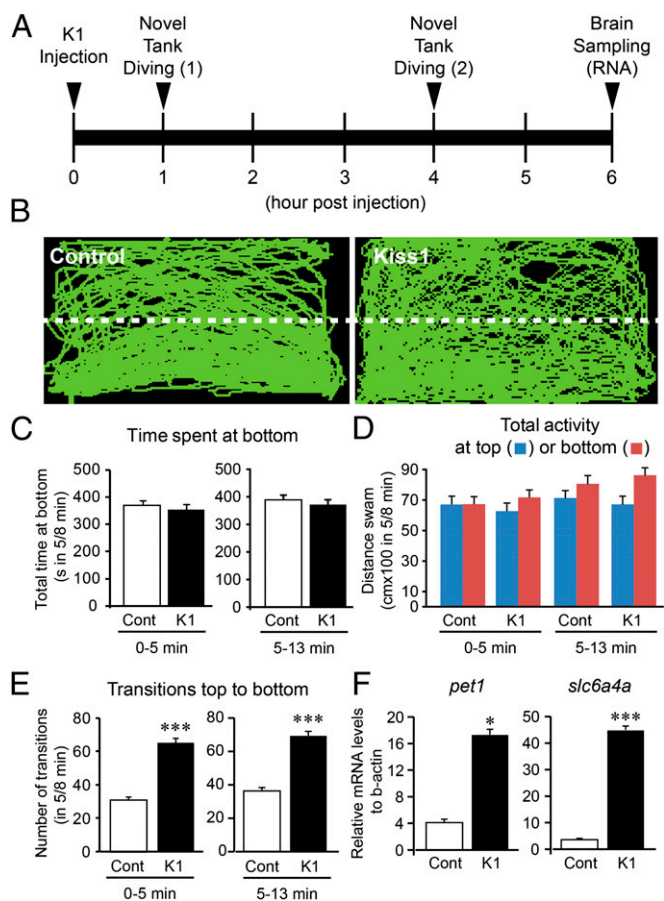 A
K1
Injection
Novel
Tank
Diving (1)
Novel
Tank
Diving (2)
Brain
Sampling
(RNA)
0 1 2 3 4 5 6
(hour post injection)
B
Control
Kiss1
C
Time spent at bottom
Total time at bottom
(s in 5/8 min)
500
400
300
200
100
0
Cont K1
0-5 min
500
400
300
200
100
0
Cont K1
5-13 min
D
Total activity
at top ( ) or bottom ( )
Distance swam
(cmx100 in 5/8 min)
90
70
50
30
10
0
Cont K1 Cont K1
0-5 min 5-13 min
E
Transitions top to bottom
Number of transitions
(in 5/8 min)
80
60
40
20
0
***
Cont K1
0-5 min
80
60
40
20
0
***
Cont K1
5-13 min
F
pet1
Relative mRNA levels
to b-actin
20
16
12
8
4
0
*
Cont K1
slc6a4a
50
40
30
20
10
0
***
Cont K1